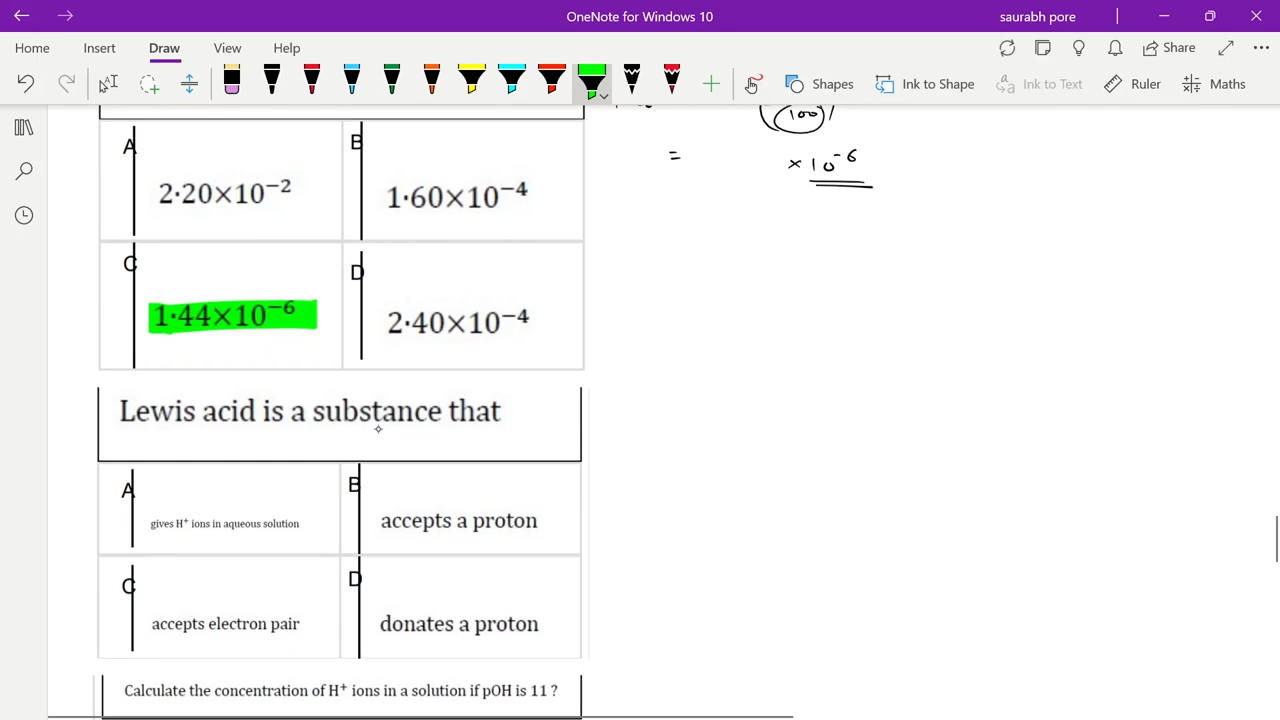 OneNote for Windows 10
saurabh pore
Home Insert Draw View Help
Share
Shapes
Ink to Shape
Ink to Text
Ruler
Maths
(100)
= × 10⁻⁶
A
2·20×10⁻²
B
1·60×10⁻⁴
C
1·44×10⁻⁶
D
2·40×10⁻⁴
Lewis acid is a substance that
A
gives H⁺ ions in aqueous solution
B
accepts a proton
C
accepts electron pair
D
donates a proton
Calculate the concentration of H⁺ ions in a solution if pOH is 11 ?